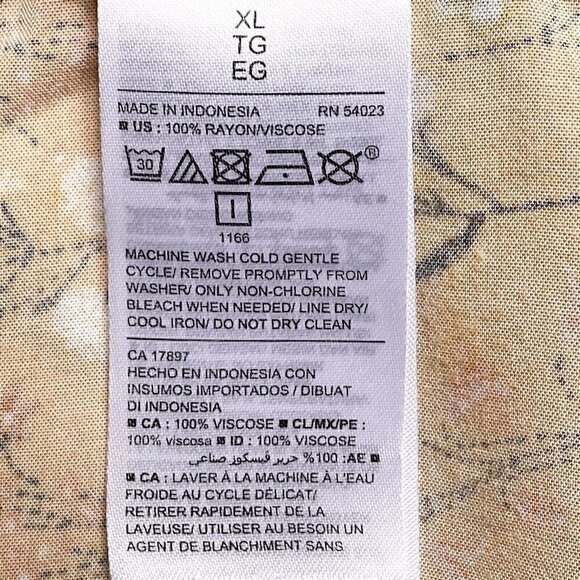 XL
TG
EG
MADE IN INDONESIA RN 54023
US : 100% RAYON/VISCOSE
30 ®
I
1166
MACHINE WASH COLD GENTLE
CYCLE/ REMOVE PROMPTLY FROM
WASHER/ ONLY NON-CHLORINE
BLEACH WHEN NEEDED/ LINE DRY/
COOL IRON/ DO NOT DRY CLEAN
CA 17897
HECHO EN INDONESIA CON
INSUMOS IMPORTADOS / DIBUAT
DI INDONESIA
CA : 100% VISCOSE CL/MX/PE :
100% viscosa ID : 100% VISCOSE
AE: 100% حرير فيسكوز صناعي
CA : LAVER À LA MACHINE À L'EAU
FROIDE AU CYCLE DÉLICAT/
RETIRER RAPIDEMENT DE LA
LAVEUSE/ UTILISER AU BESOIN UN
AGENT DE BLANCHIMENT SANS